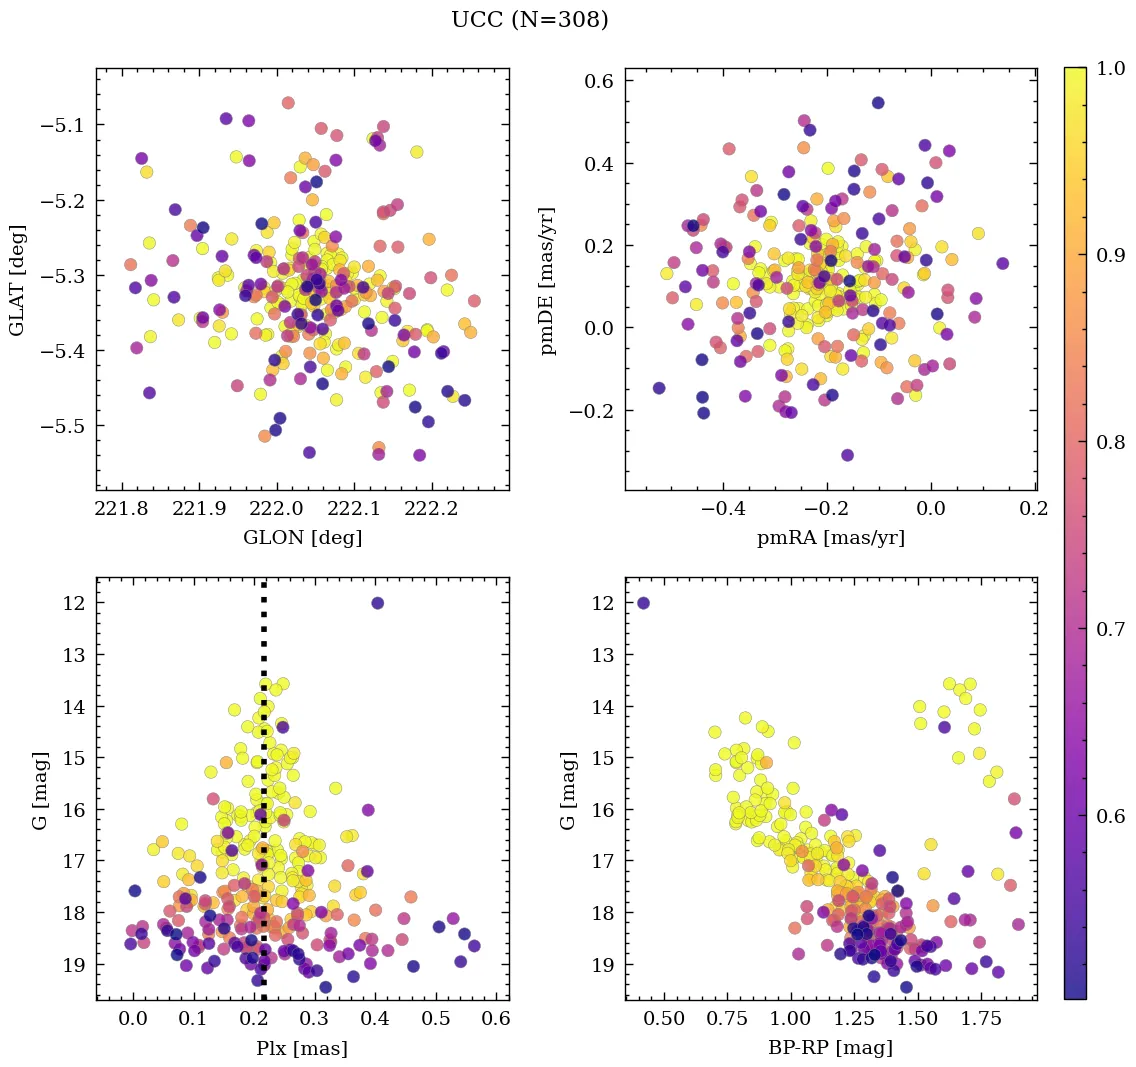 UCC (N=308)
−5.1
−5.2
−5.3
−5.4
−5.5
GLAT [deg]
221.8 221.9 222.0 222.1 222.2
GLON [deg]
0.6
0.4
0.2
0.0
−0.2
pmDE [mas/yr]
−0.4 −0.2 0.0 0.2
pmRA [mas/yr]
12
13
14
15
16
17
18
19
G [mag]
0.0 0.1 0.2 0.3 0.4 0.5 0.6
Plx [mas]
12
13
14
15
16
17
18
19
G [mag]
0.50 0.75 1.00 1.25 1.50 1.75
BP-RP [mag]
1.0
0.9
0.8
0.7
0.6